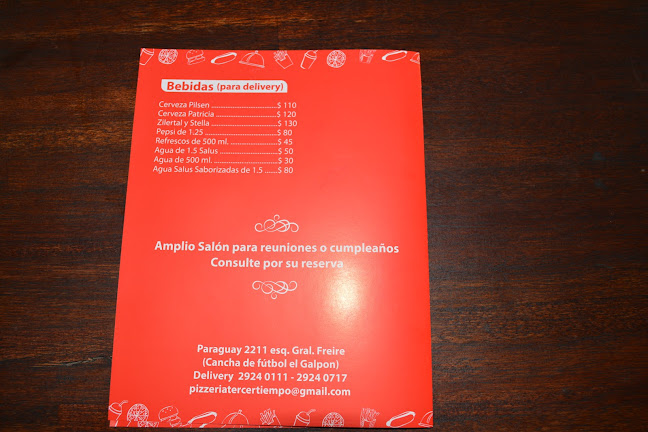 Bebidas (para delivery)
Cerveza Pilsen ............................$ 110
Cerveza Patricia .........................$ 120
Zilertal y Stella ...........................$ 130
Pepsi de 1.25 ..............................$ 80
Refrescos de 500 ml. ..................$ 45
Agua de 1.5 Salus .......................$ 50
Agua de 500 ml. .........................$ 30
Agua Salus Saborizadas de 1.5 .....$ 80
Amplio Salón para reuniones o cumpleaños
Consulte por su reserva
Paraguay 2211 esq. Gral. Freire
(Cancha de fútbol el Galpon)
Delivery 2924 0111 - 2924 0717
pizzeriatercertiempo@gmail.com